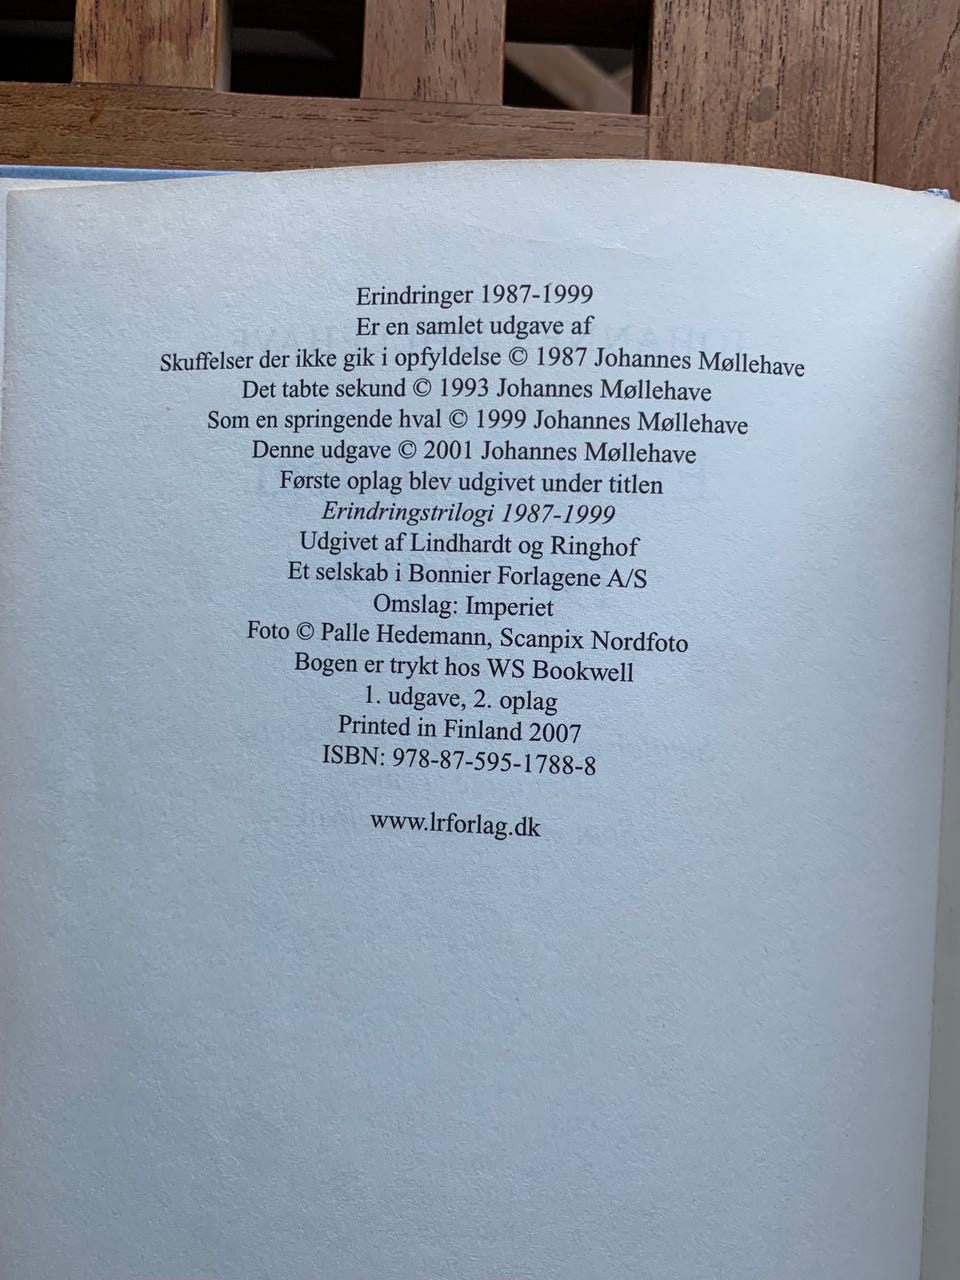 Erindringer 1987-1999
Er en samlet udgave af
Skuffelser der ikke gik i opfyldelse © 1987 Johannes Møllehave
Det tabte sekund © 1993 Johannes Møllehave
Som en springende hval © 1999 Johannes Møllehave
Denne udgave © 2001 Johannes Møllehave
Første oplag blev udgivet under titlen
Erindringstrilogi 1987-1999
Udgivet af Lindhardt og Ringhof
Et selskab i Bonnier Forlagene A/S
Omslag: Imperiet
Foto © Palle Hedemann, Scanpix Nordfoto
Bogen er trykt hos WS Bookwell
1. udgave, 2. oplag
Printed in Finland 2007
ISBN: 978-87-595-1788-8
www.lrforlag.dk